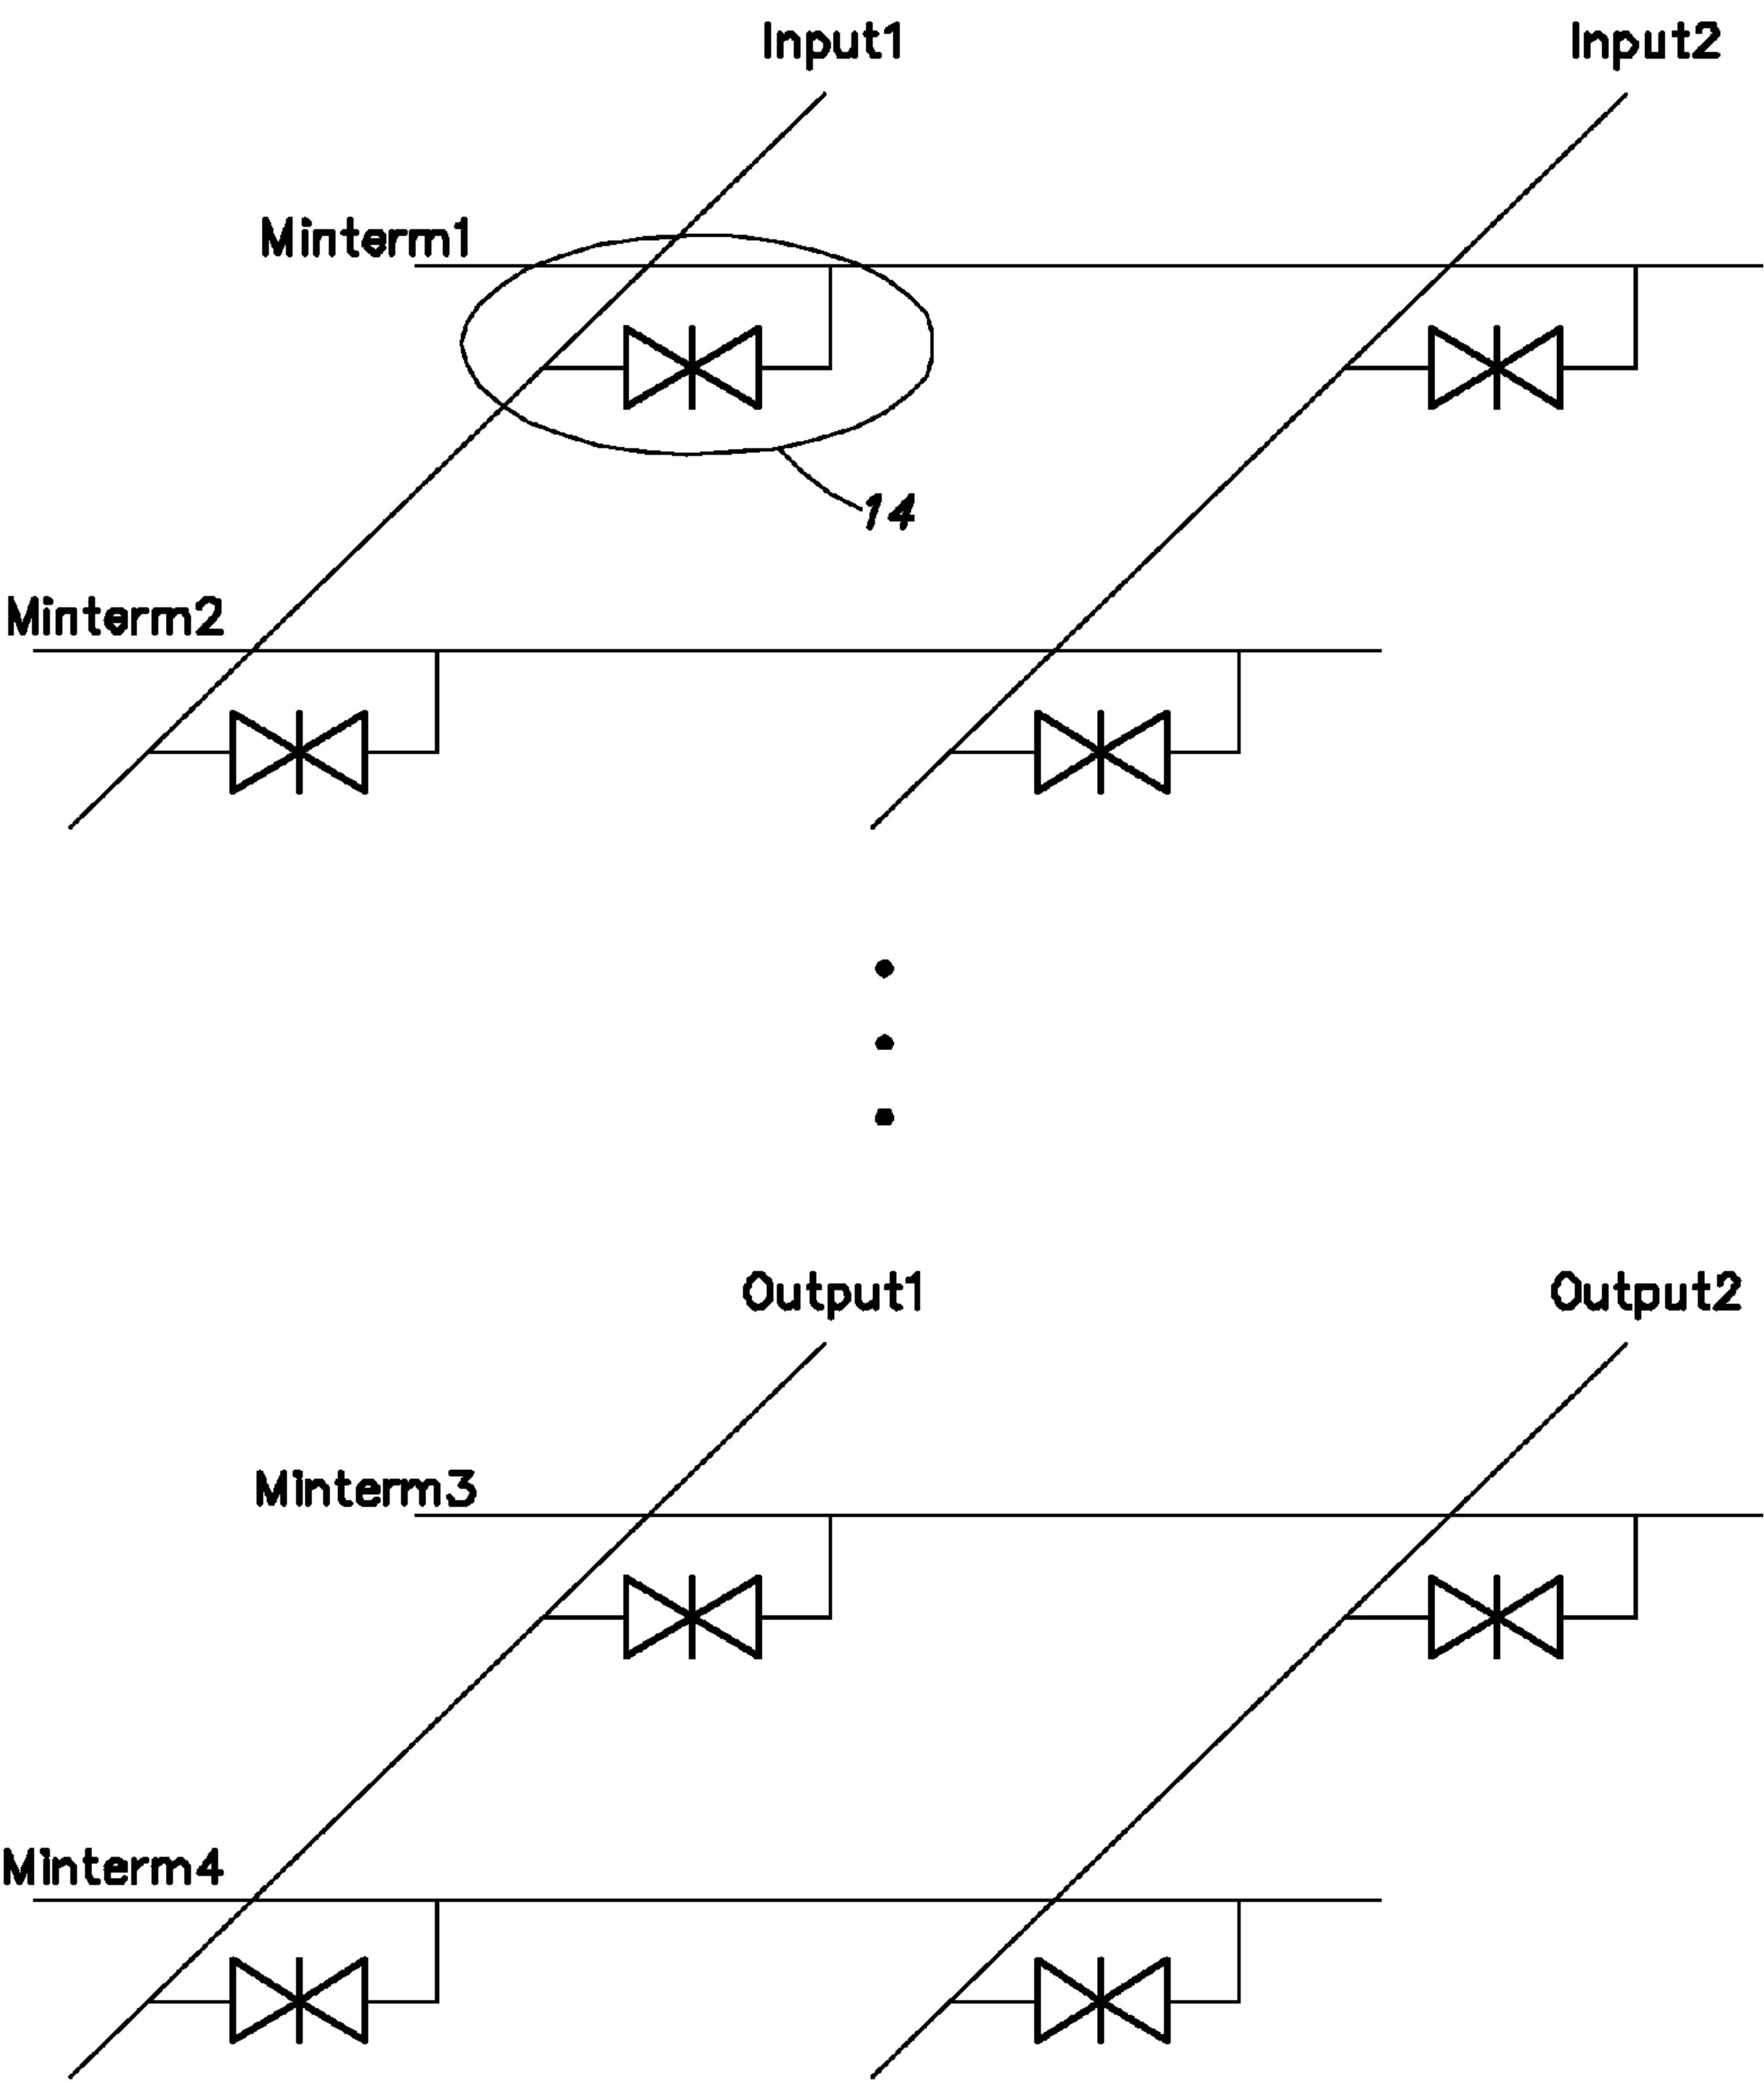 Input1
Input2
Minterm1
14
Minterm2
Output1
Output2
Minterm3
Minterm4